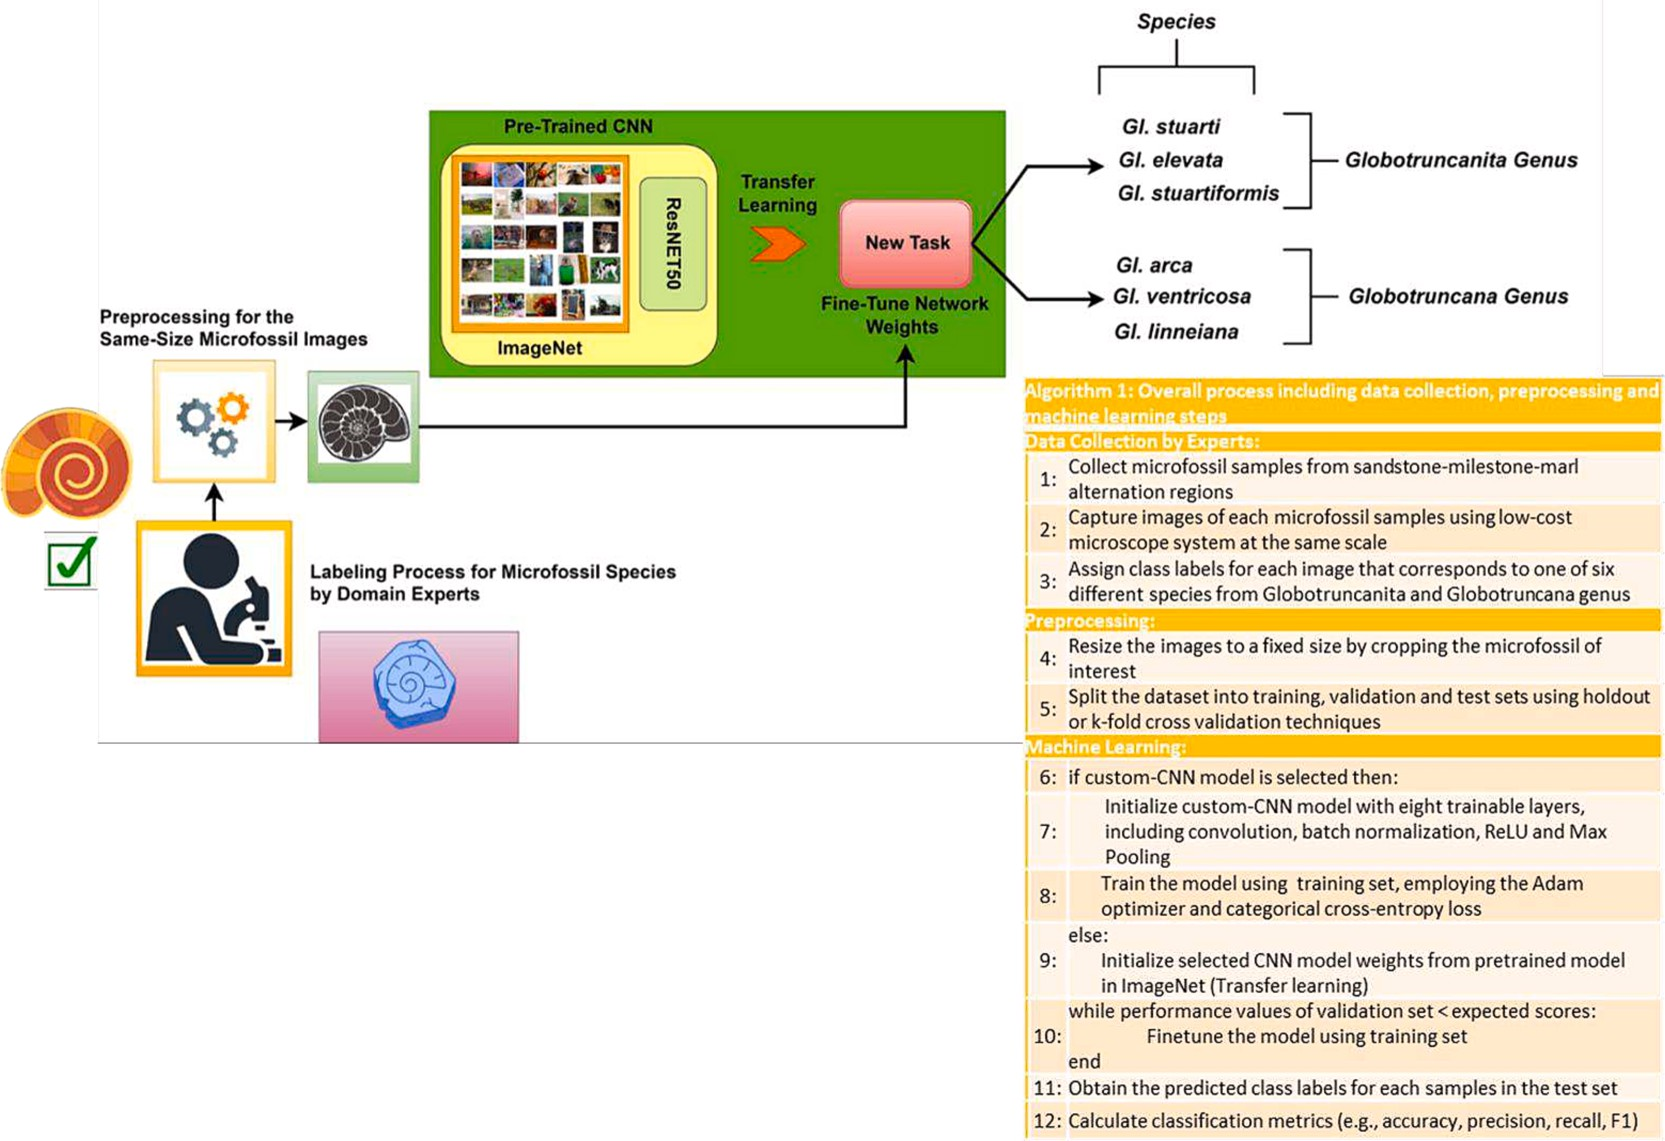 Species
Pre-Trained CNN
Gl. stuarti
Gl. elevata
Gl. stuartiformis
Globotruncanita Genus
Transfer
Learning
ResNET50
New Task
Gl. arca
Gl. ventricosa
Gl. linneiana
Globotruncana Genus
Fine-Tune Network
Weights
ImageNet
Preprocessing for the
Same-Size Microfossil Images
Labeling Process for Microfossil Species
by Domain Experts
Algorithm 1: Overall process including data collection, preprocessing and
machine learning steps
Data Collection by Experts:
1: Collect microfossil samples from sandstone-milestone-marl
alternation regions
2: Capture images of each microfossil samples using low-cost
microscope system at the same scale
3: Assign class labels for each image that corresponds to one of six
different species from Globotruncanita and Globotruncana genus
Preprocessing:
4: Resize the images to a fixed size by cropping the microfossil of
interest
5: Split the dataset into training, validation and test sets using holdout
or k-fold cross validation techniques
Machine Learning:
6: if custom-CNN model is selected then:
7: Initialize custom-CNN model with eight trainable layers,
including convolution, batch normalization, ReLU and Max
Pooling
8: Train the model using training set, employing the Adam
optimizer and categorical cross-entropy loss
else:
9: Initialize selected CNN model weights from pretrained model
in ImageNet (Transfer learning)
while performance values of validation set < expected scores:
10: Finetune the model using training set
end
11: Obtain the predicted class labels for each samples in the test set
12: Calculate classification metrics (e.g., accuracy, precision, recall, F1)